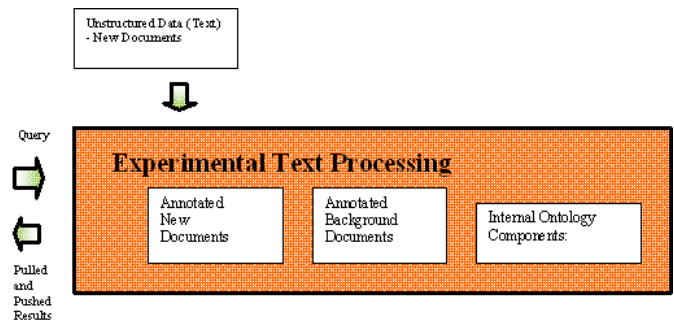 Unstructured Data (Text)
- New Documents
Query
Experimental Text Processing
Annotated
New
Documents
Annotated
Background
Documents
Internal Ontology
Components:
Pulled
and
Pushed
Results